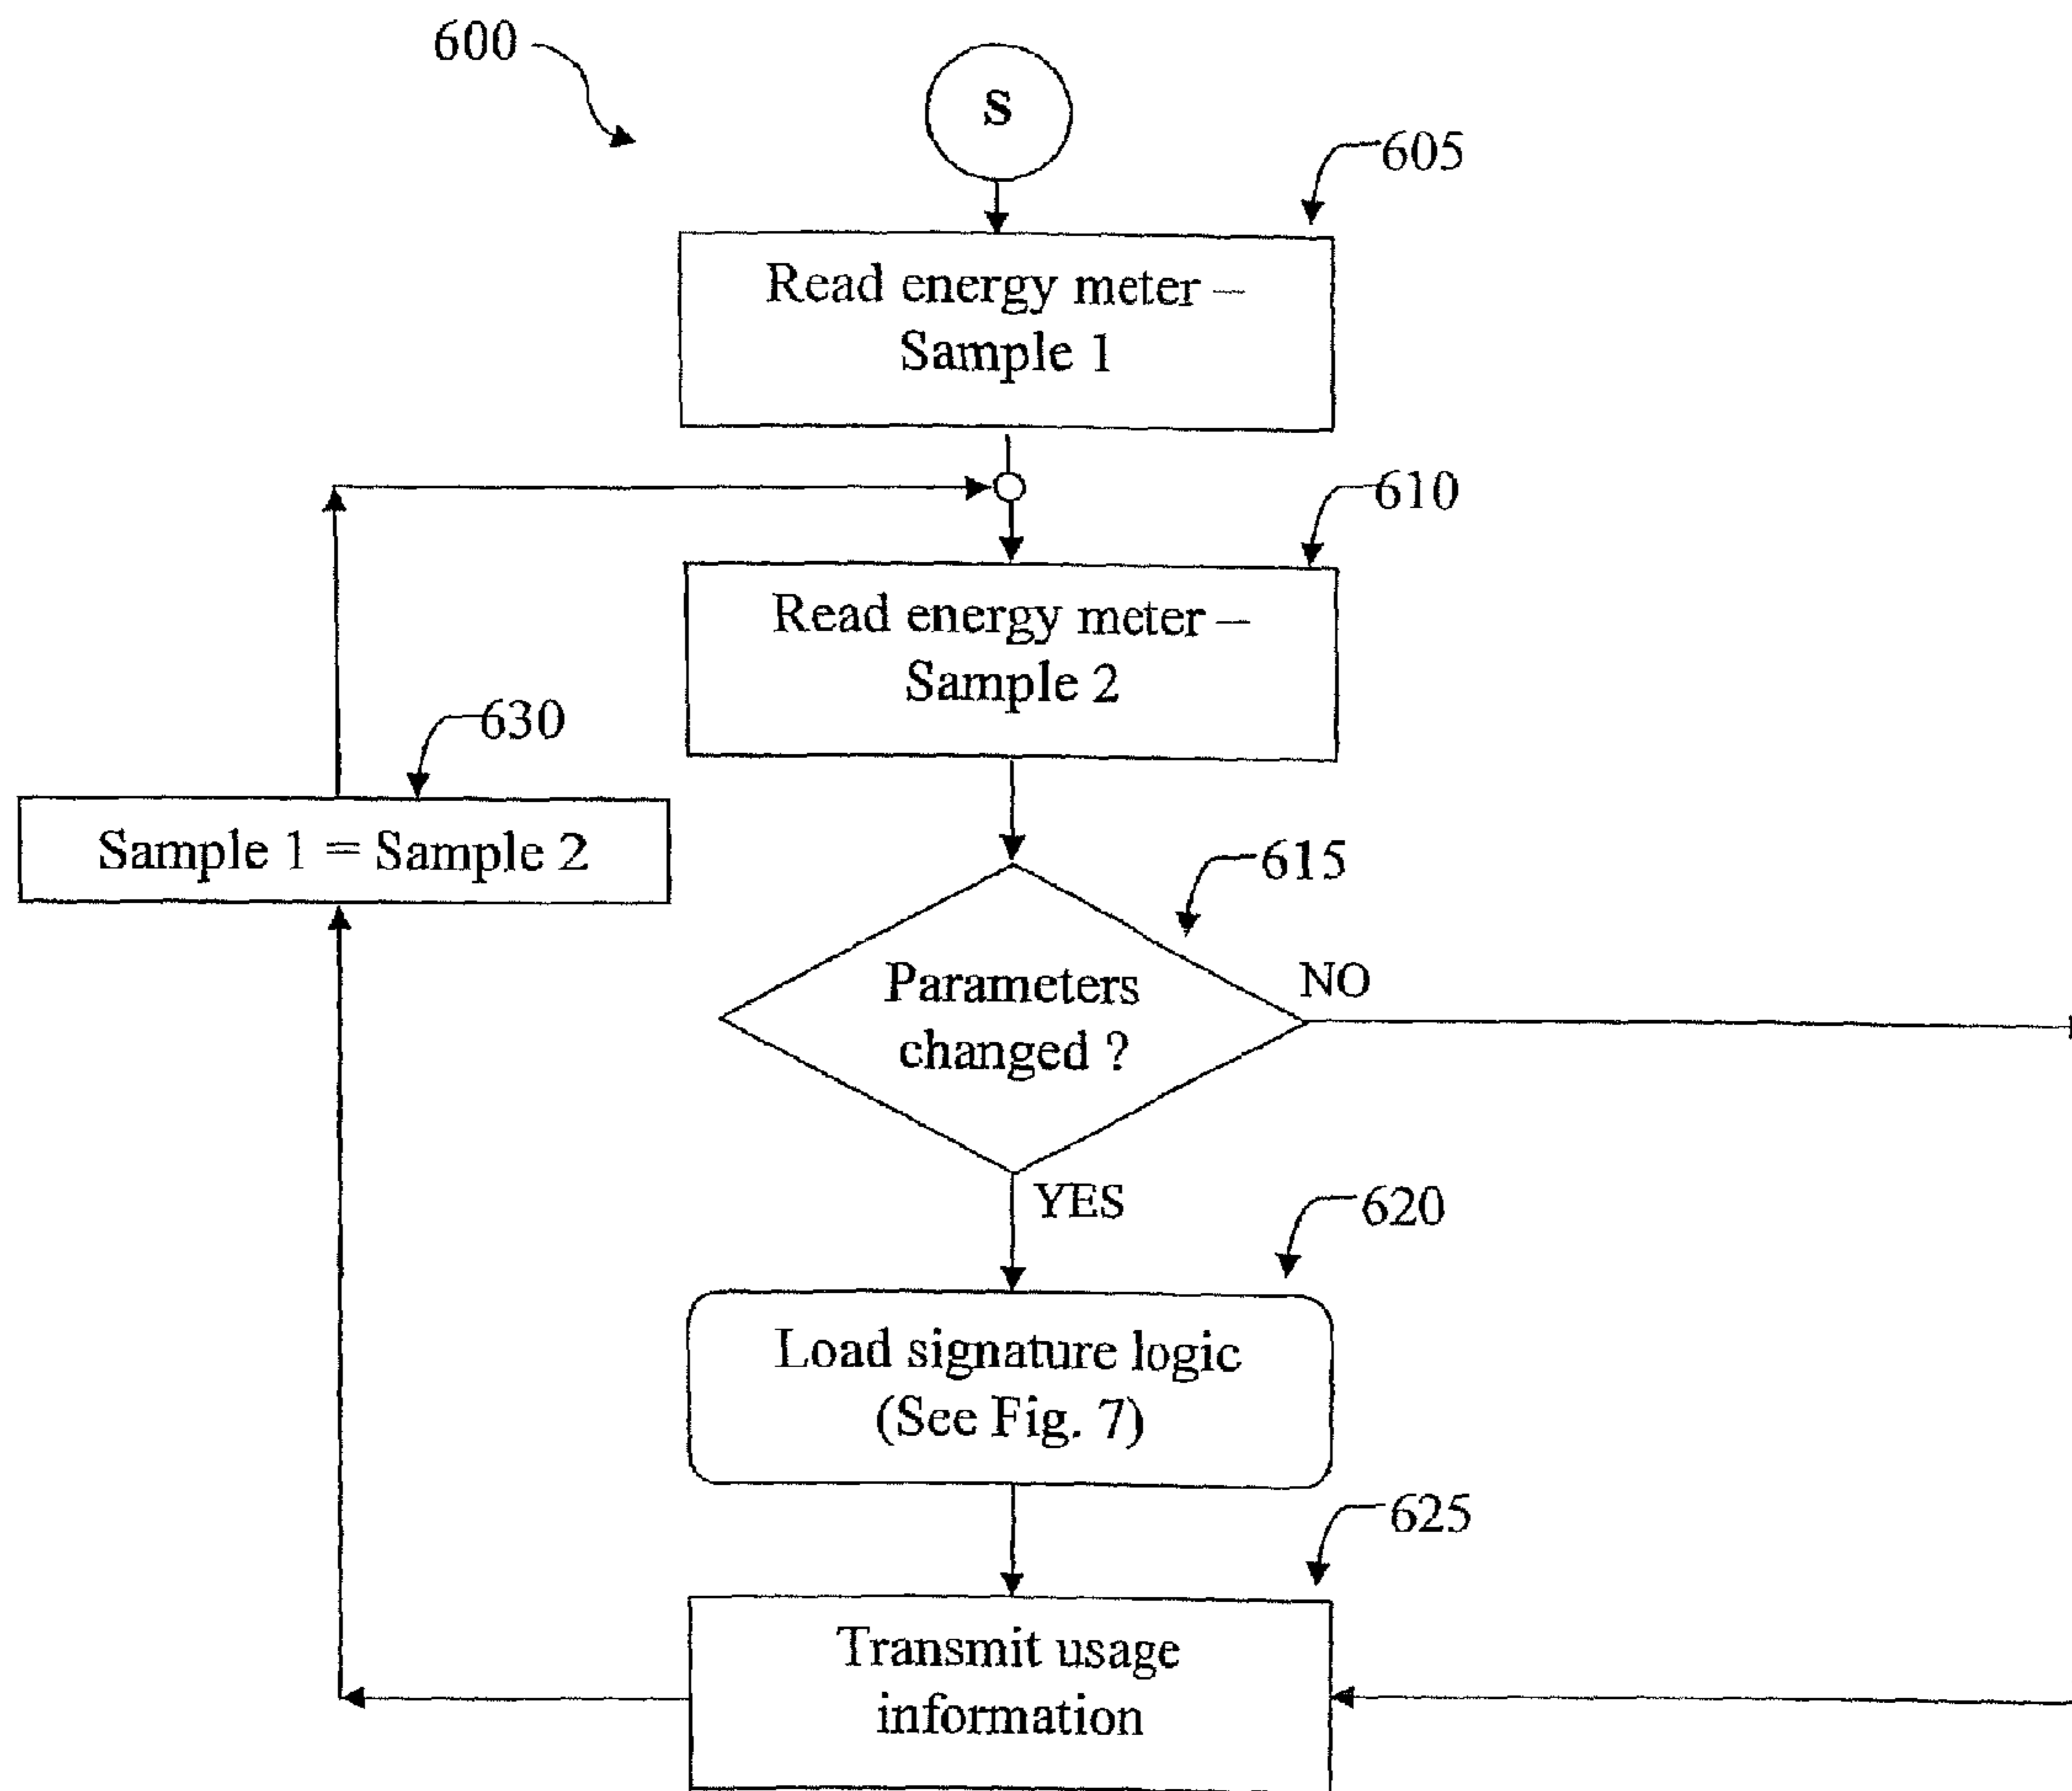 600
S
605
Read energy meter –
Sample 1
610
Read energy meter –
Sample 2
630
Sample 1 = Sample 2
615
Parameters
changed ?
NO
YES
620
Load signature logic
(See Fig. 7)
625
Transmit usage
information